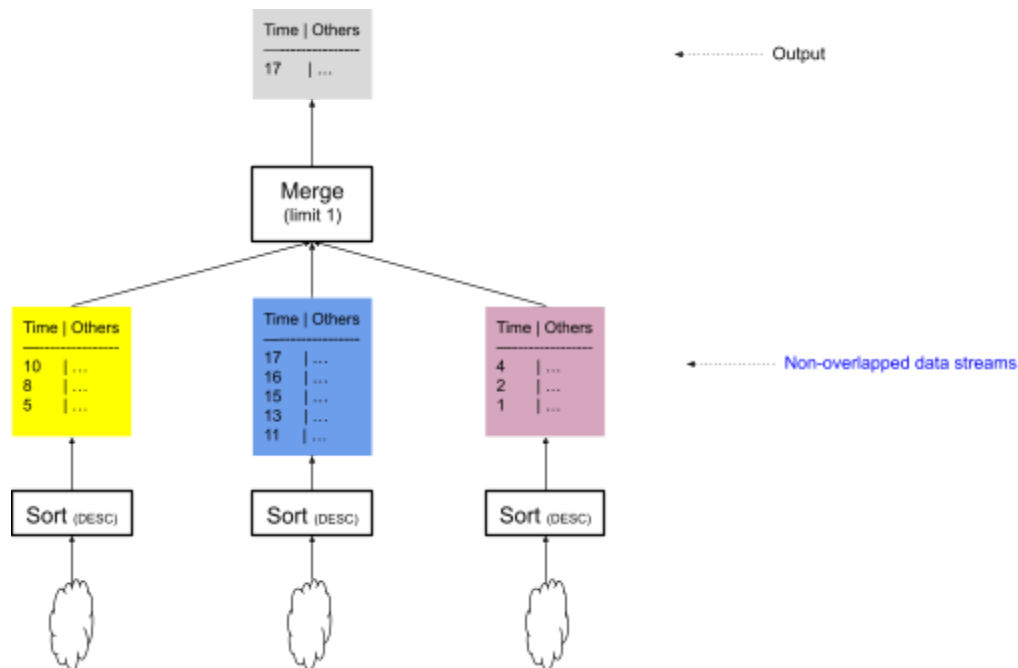 Time | Others
--------------------
17 | ...
Output
Merge
(limit 1)
Time | Others
--------------------
10 | ...
8 | ...
5 | ...
Time | Others
--------------------
17 | ...
16 | ...
15 | ...
13 | ...
11 | ...
Time | Others
--------------------
4 | ...
2 | ...
1 | ...
Non-overlapped data streams
Sort (DESC)
Sort (DESC)
Sort (DESC)